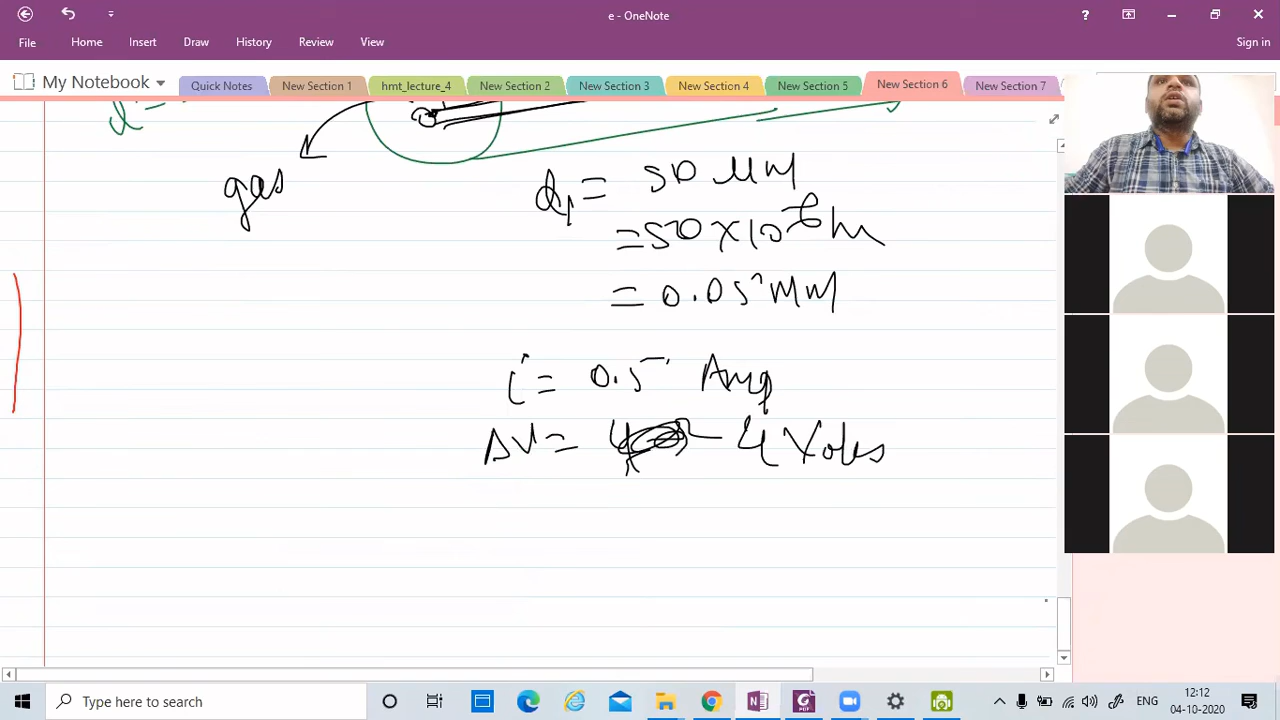 e - OneNote
File Home Insert Draw History Review View Sign in
My Notebook Quick Notes New Section 1 hmt_lecture_4 New Section 2 New Section 3 New Section 4 New Section 5 New Section 6 New Section 7
gas
d₁ = 50 μm
= 50 × 10⁻⁶ m
= 0.05 mm
i = 0.5 Amp
ΔV = 4 Volts
Type here to search
ENG
2:12
04-10-2020